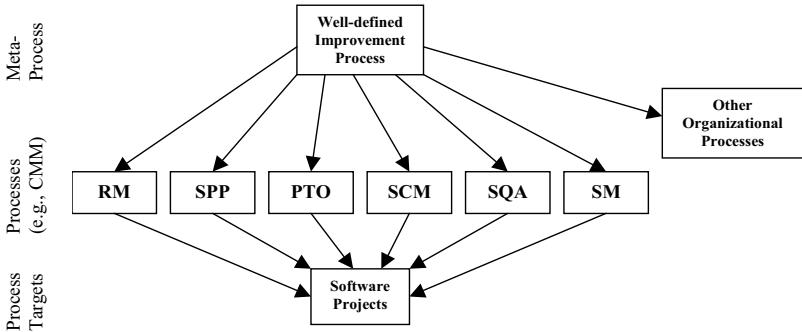 Meta-
Process
Well-defined
Improvement
Process
Other
Organizational
Processes
Processes
(e.g., CMM)
RM
SPP
PTO
SCM
SQA
SM
Process
Targets
Software
Projects